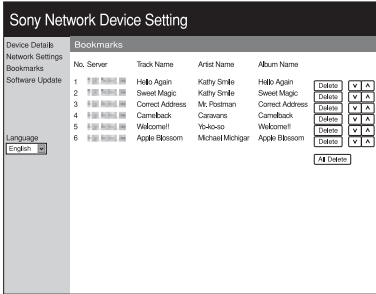 Sony Network Device Setting
Device Details
Network Settings
Bookmarks
Software Update
Language
English
Bookmarks
No. Server Track Name Artist Name Album Name
1 Hello Again Kathy Smile Hello Again Delete v ʌ
2 Sweet Magic Kathy Smile Sweet Magic Delete v ʌ
3 Correct Address Mr. Postman Correct Address Delete v ʌ
4 Camelback Caravans Camelback Delete v ʌ
5 Welcome!! Yo-ko-so Welcome!! Delete v ʌ
6 Apple Blossom Michael Michigar Apple Blossom Delete v ʌ
All Delete